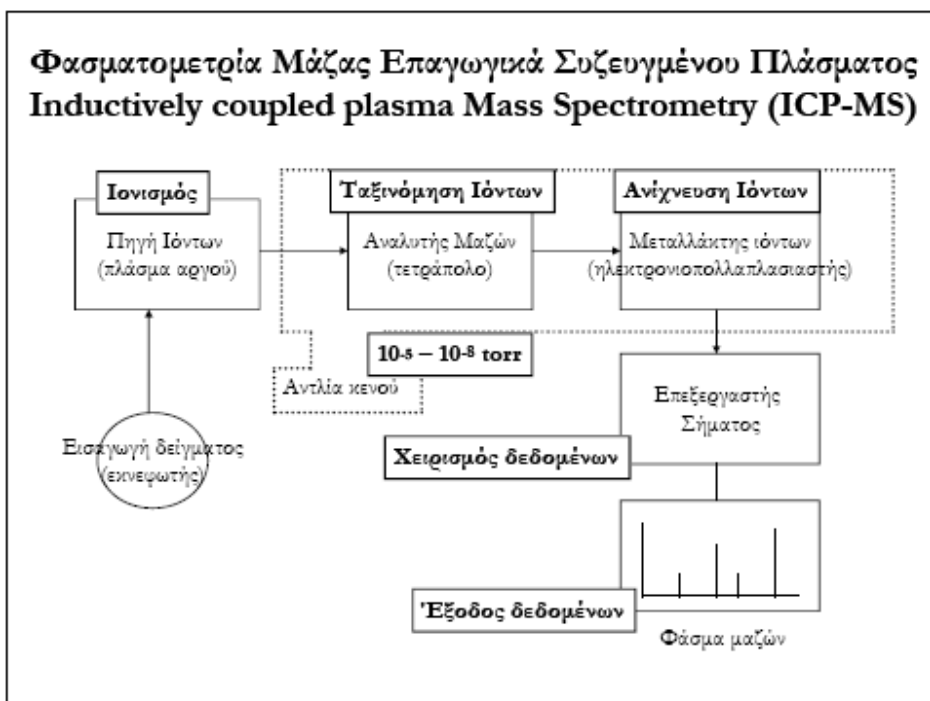 Φασματομετρία Μάζας Επαγωγικά Συζευγμένου Πλάσματος
Inductively coupled plasma Mass Spectrometry (ICP-MS)
Ιονισμός
Πηγή Ιόντων
(πλάσμα αργού)
Ταξινόμηση Ιόντων
Αναλυτής Μαζών
(τετράπολο)
Ανίχνευση Ιόντων
Μεταλλάκτης ιόντων
(ηλεκτρονιοπολλαπλασιαστής)
10-5 – 10-8 torr
Αντλία κενού
Εισαγωγή δείγματος
(εκνεφωτής)
Επεξεργαστής
Σήματος
Χειρισμός δεδομένων
Έξοδος δεδομένων
Φάσμα μαζών